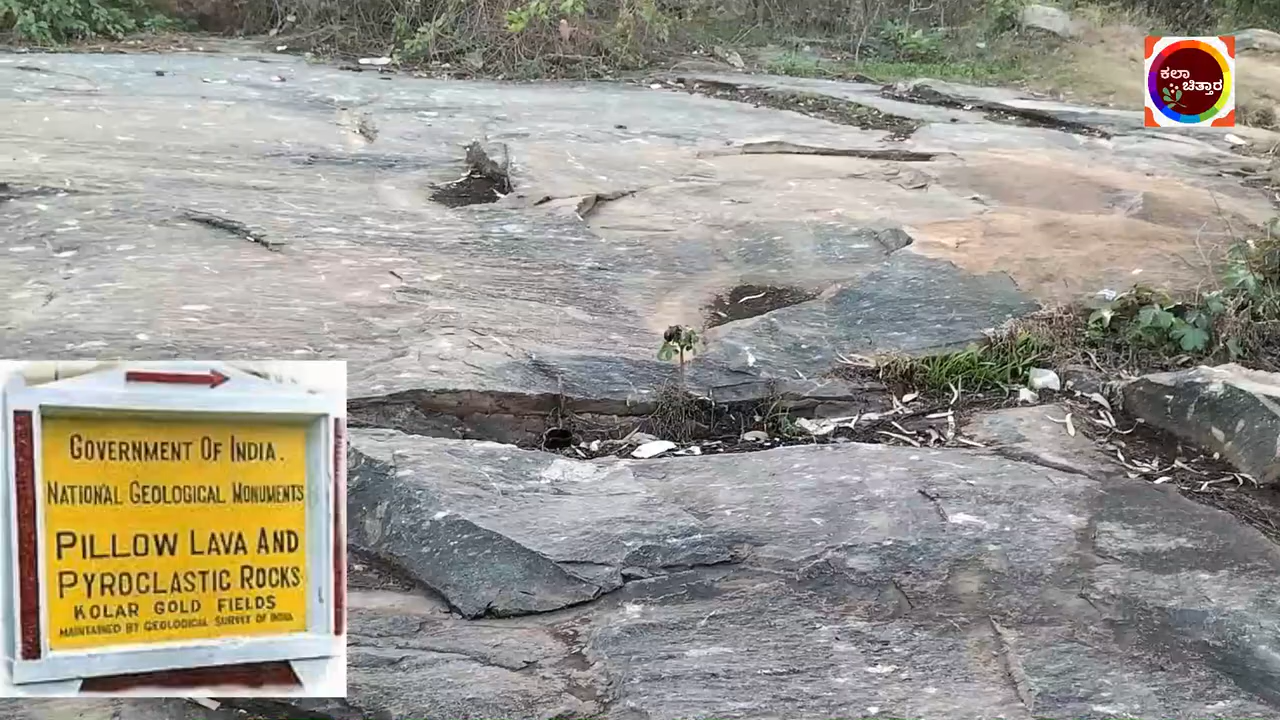 ಕಲಾ
ಚಿತ್ತಾರ
GOVERNMENT OF INDIA.
NATIONAL GEOLOGICAL MONUMENTS
PILLOW LAVA AND
PYROCLASTIC ROCKS
KOLAR GOLD FIELDS
MAINTAINED BY GEOLOGICAL SURVEY OF INDIA